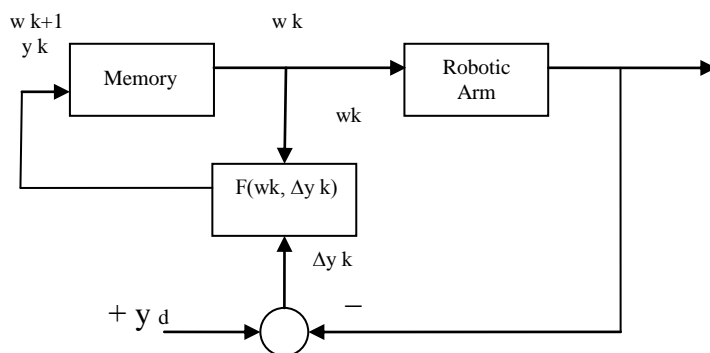 w k+1
y k
w k
Memory
Robotic
Arm
wk
F(wk, Δy k)
Δy k
+ y d
−